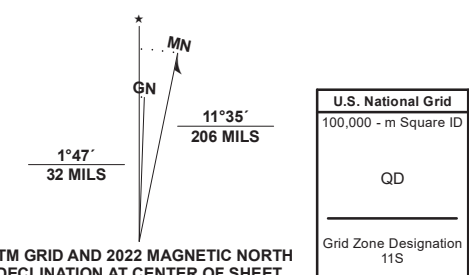 ★
MN
GN
11°35´
206 MILS
1°47´
32 MILS
TM GRID AND 2022 MAGNETIC NORTH
DECLINATION AT CENTER OF SHEET
U.S. National Grid
100,000 - m Square ID
QD
Grid Zone Designation
11S